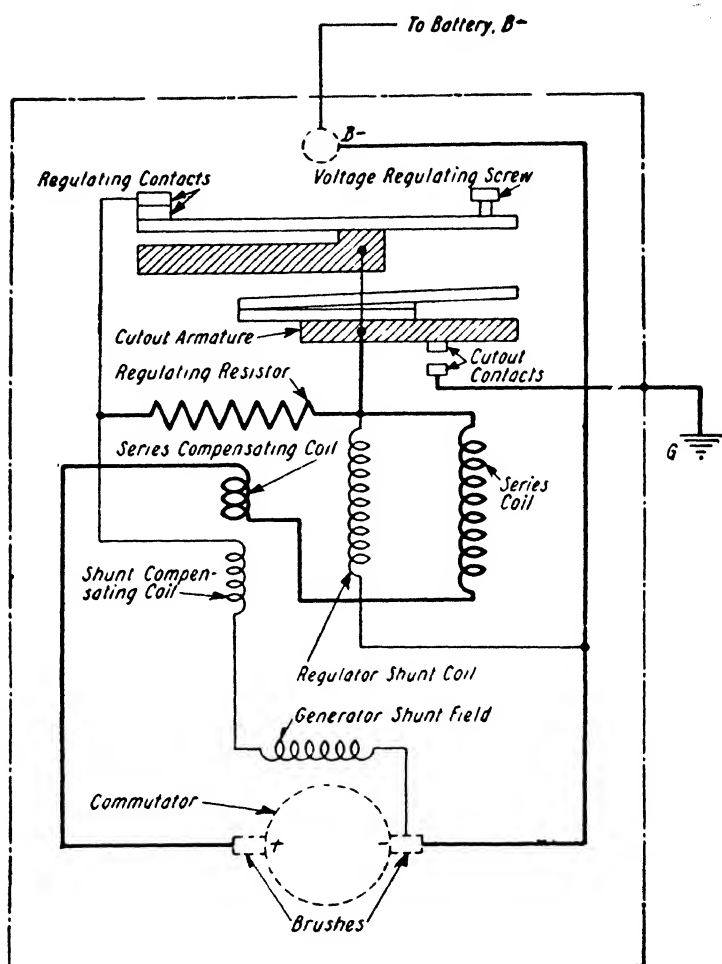 To Battery, B-
B-
Regulating Contacts
Voltage Regulating Screw
Cutout Armature
Cutout
Contacts
Regulating Resistor
Series Compensating Coil
G
Series
Coil
Shunt Compen-
sating Coil
Regulator Shunt Coil
Generator Shunt Field
Commutator
+
-
Brushes